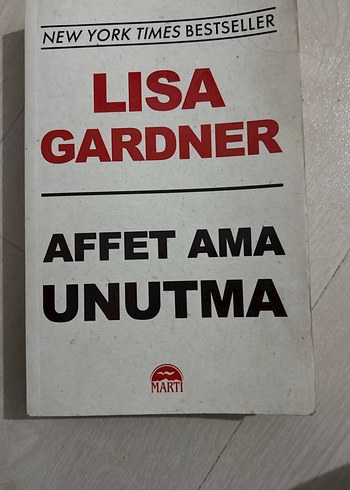 NEW YORK TIMES BESTSELLER
LISA
GARDNER
AFFET AMA
UNUTMA
MARTI